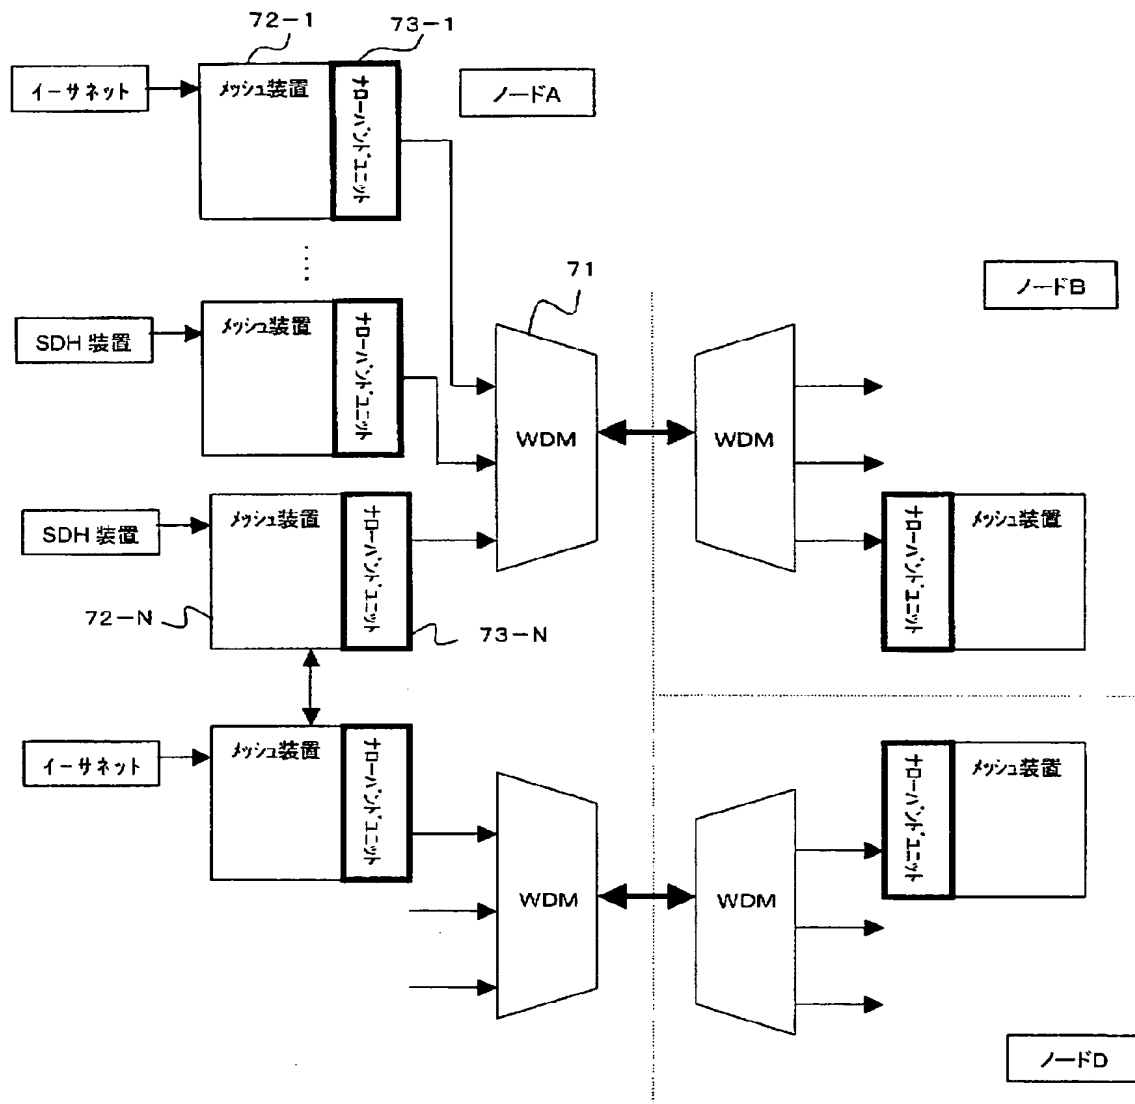 72-1
73-1
イーサネット
メッシュ装置
ナローバンドユニット
ノードA
SDH 装置
メッシュ装置
ナローバンドユニット
71
ノードB
WDM
WDM
SDH 装置
メッシュ装置
ナローバンドユニット
72-N
73-N
ナローバンドユニット
メッシュ装置
イーサネット
メッシュ装置
ナローバンドユニット
WDM
WDM
ナローバンドユニット
メッシュ装置
ノードD